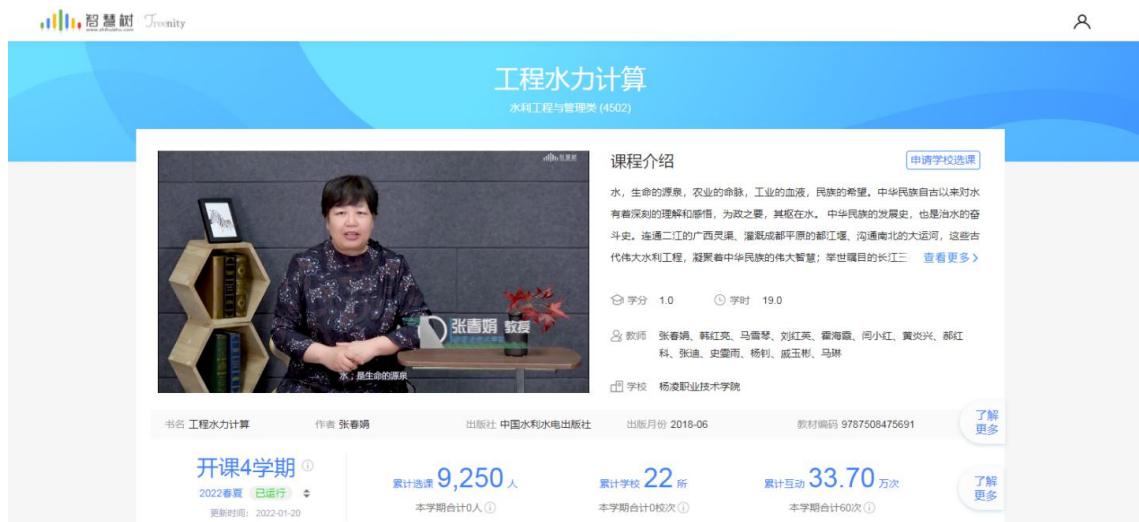 智慧树 Treenity
www.zhihuishu.com
工程水力计算
水利工程与管理类 (4502)
智慧树
张春娟 教授
水，是生命的源泉
课程介绍
申请学校选课
水，生命的源泉，农业的命脉，工业的血液，民族的希望。中华民族自古以来对水
有着深刻的理解和感悟，为政之要，其枢在水。 中华民族的发展史，也是治水的奋
斗史。连通二江的广西灵渠、灌溉成都平原的都江堰、沟通南北的大运河，这些古
代伟大水利工程，凝聚着中华民族的伟大智慧；举世瞩目的长江三 查看更多>
学分 1.0 学时 19.0
教师 张春娟、韩红亮、马雪琴、刘红英、霍海霞、闫小红、黄炎兴、郝红
科、张迪、史雯雨、杨钊、戚玉彬、马琳
学校 杨凌职业技术学院
书名 工程水力计算 作者 张春娟 出版社 中国水利水电出版社 出版月份 2018-06 教材编码 9787508475691
了解
更多
开课4学期
2022春夏 已运行
更新时间： 2022-01-20
累计选课 9,250 人
本学期合计0人
累计学校 22 所
本学期合计0校次
累计互动 33.70 万次
本学期合计60次
了解
更多